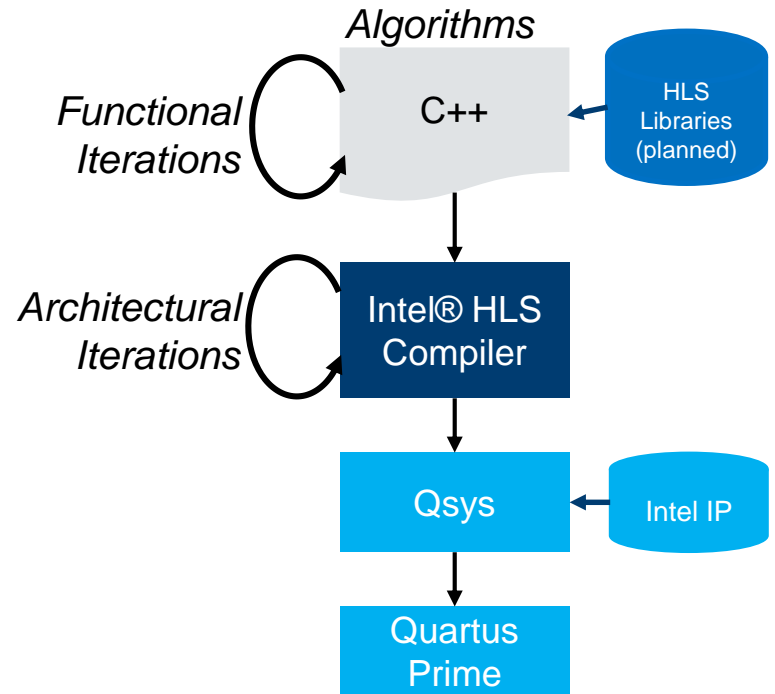 Algorithms
C++
HLS
Libraries
(planned)
Functional
Iterations
Architectural
Iterations
Intel® HLS
Compiler
Qsys
Intel IP
Quartus
Prime